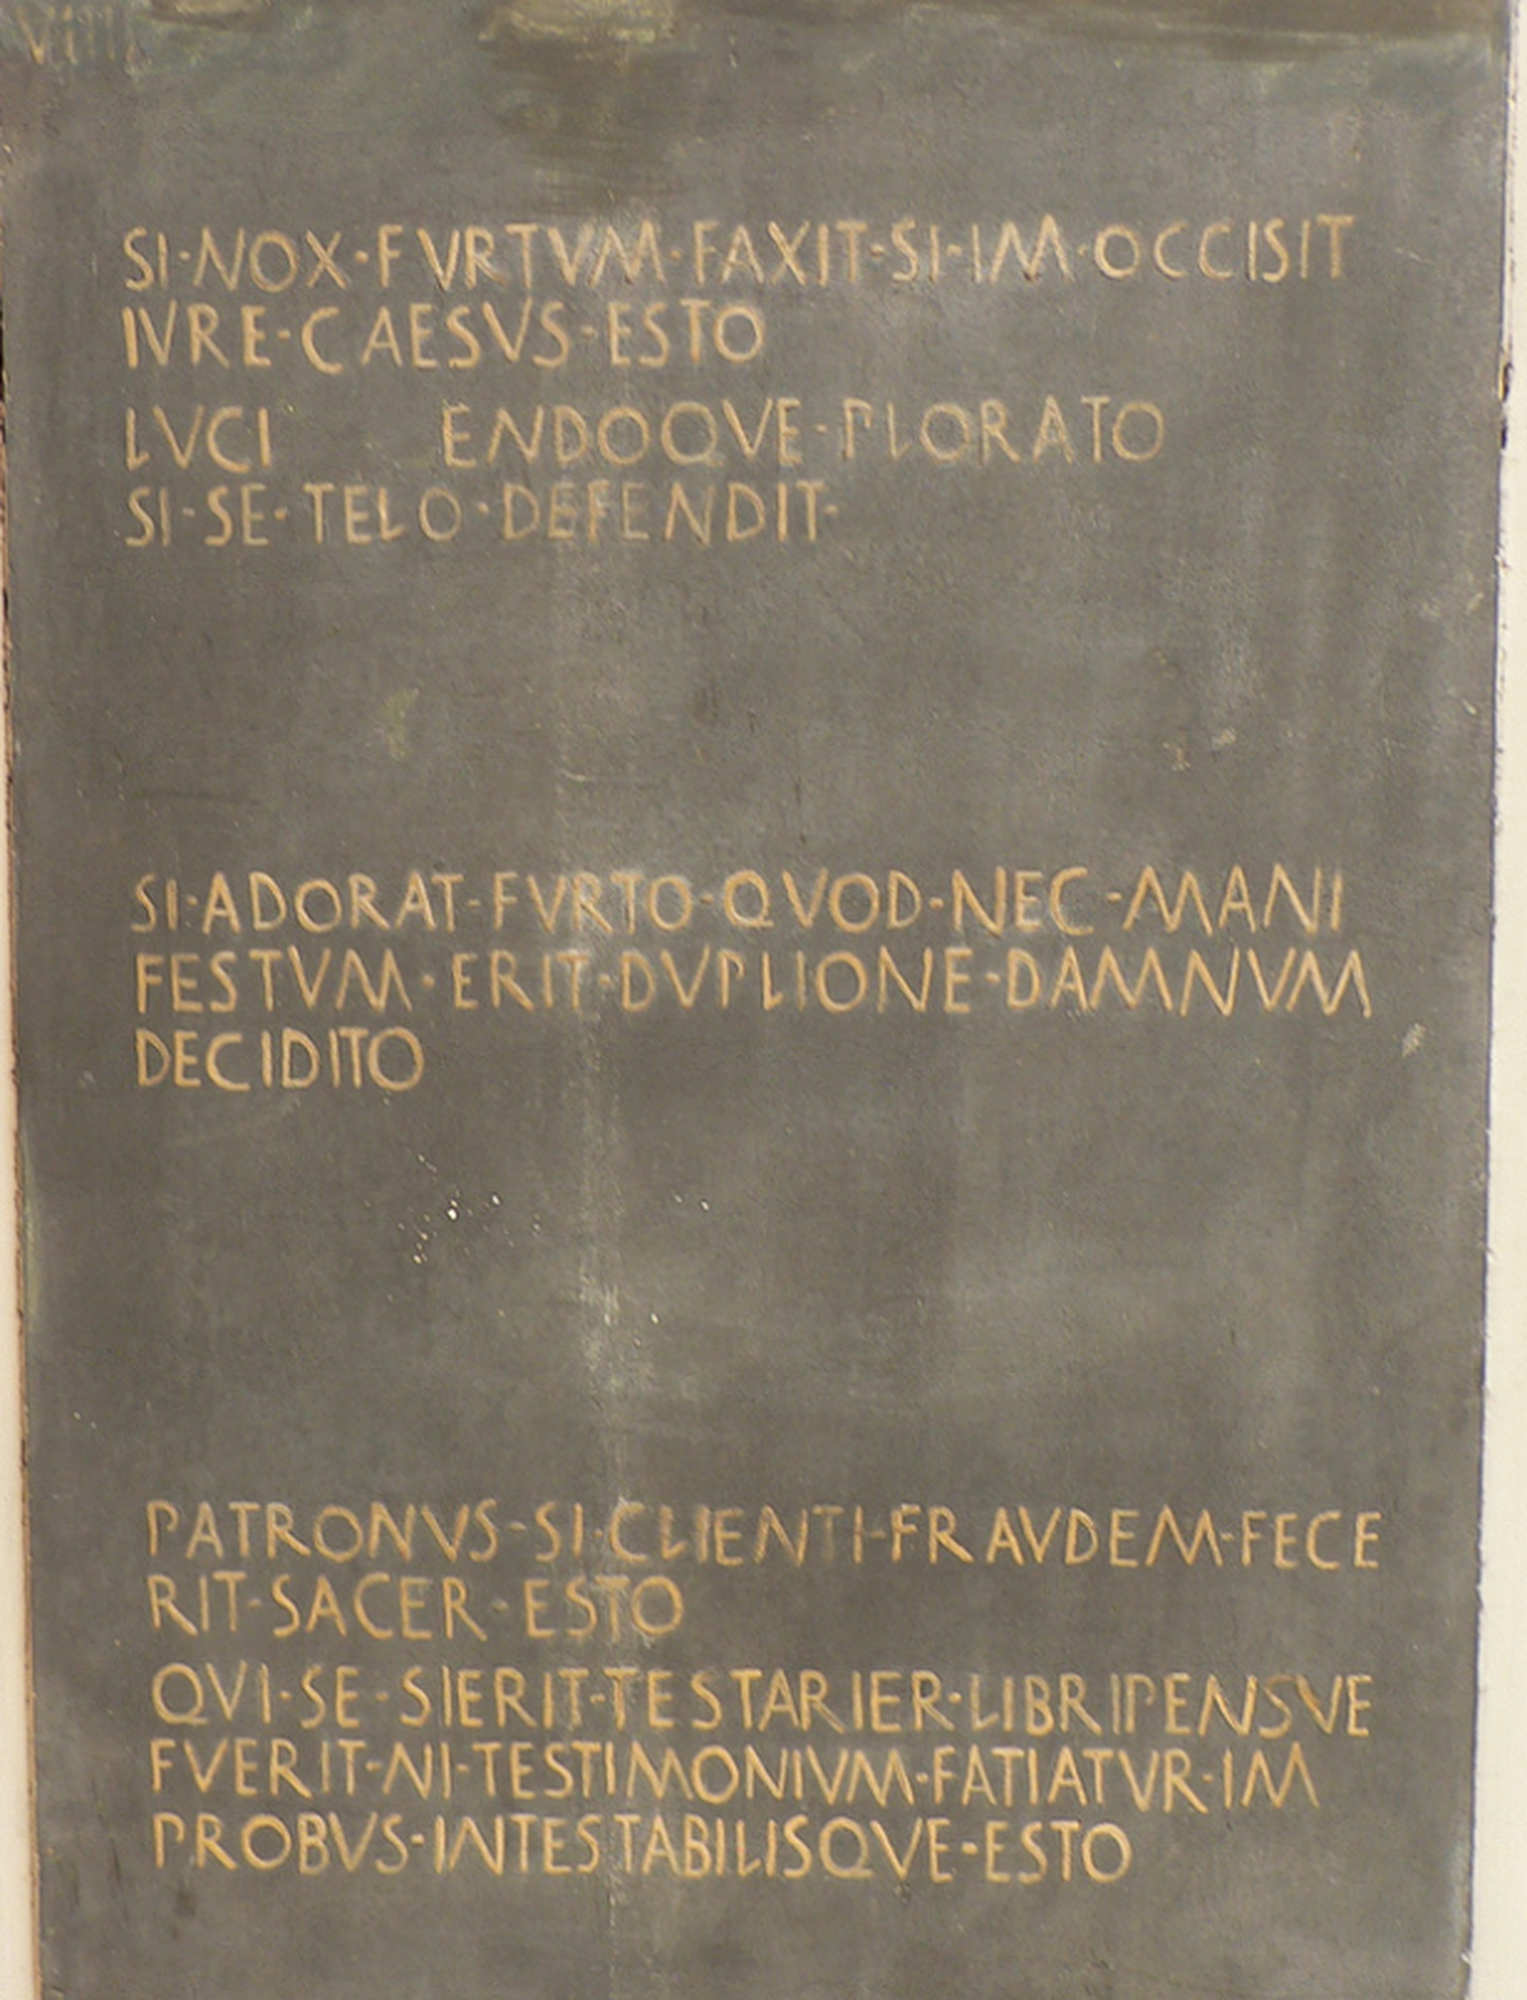 VIII
SI·NOX·FVRTVM·FAXIT·SI·IM·OCCISIT
IVRE·CAESVS·ESTO
LVCI ENDOQVE·PLORATO
SI·SE·TELO·DEFENDIT·
SI·ADORAT·FVRTO·QVOD·NEC·MANI
FESTVM·ERIT·DVPLIONE·DAMNVM
DECIDITO
PATRONVS·SI·CLIENTI·FRAVDEM·FECE
RIT·SACER·ESTO
QVI·SE·SIERIT·TESTARIER·LIBRIPENSVE
FVERIT·NI·TESTIMONIVM·FATIATVR·IM
PROBVS·INTESTABILISQVE·ESTO